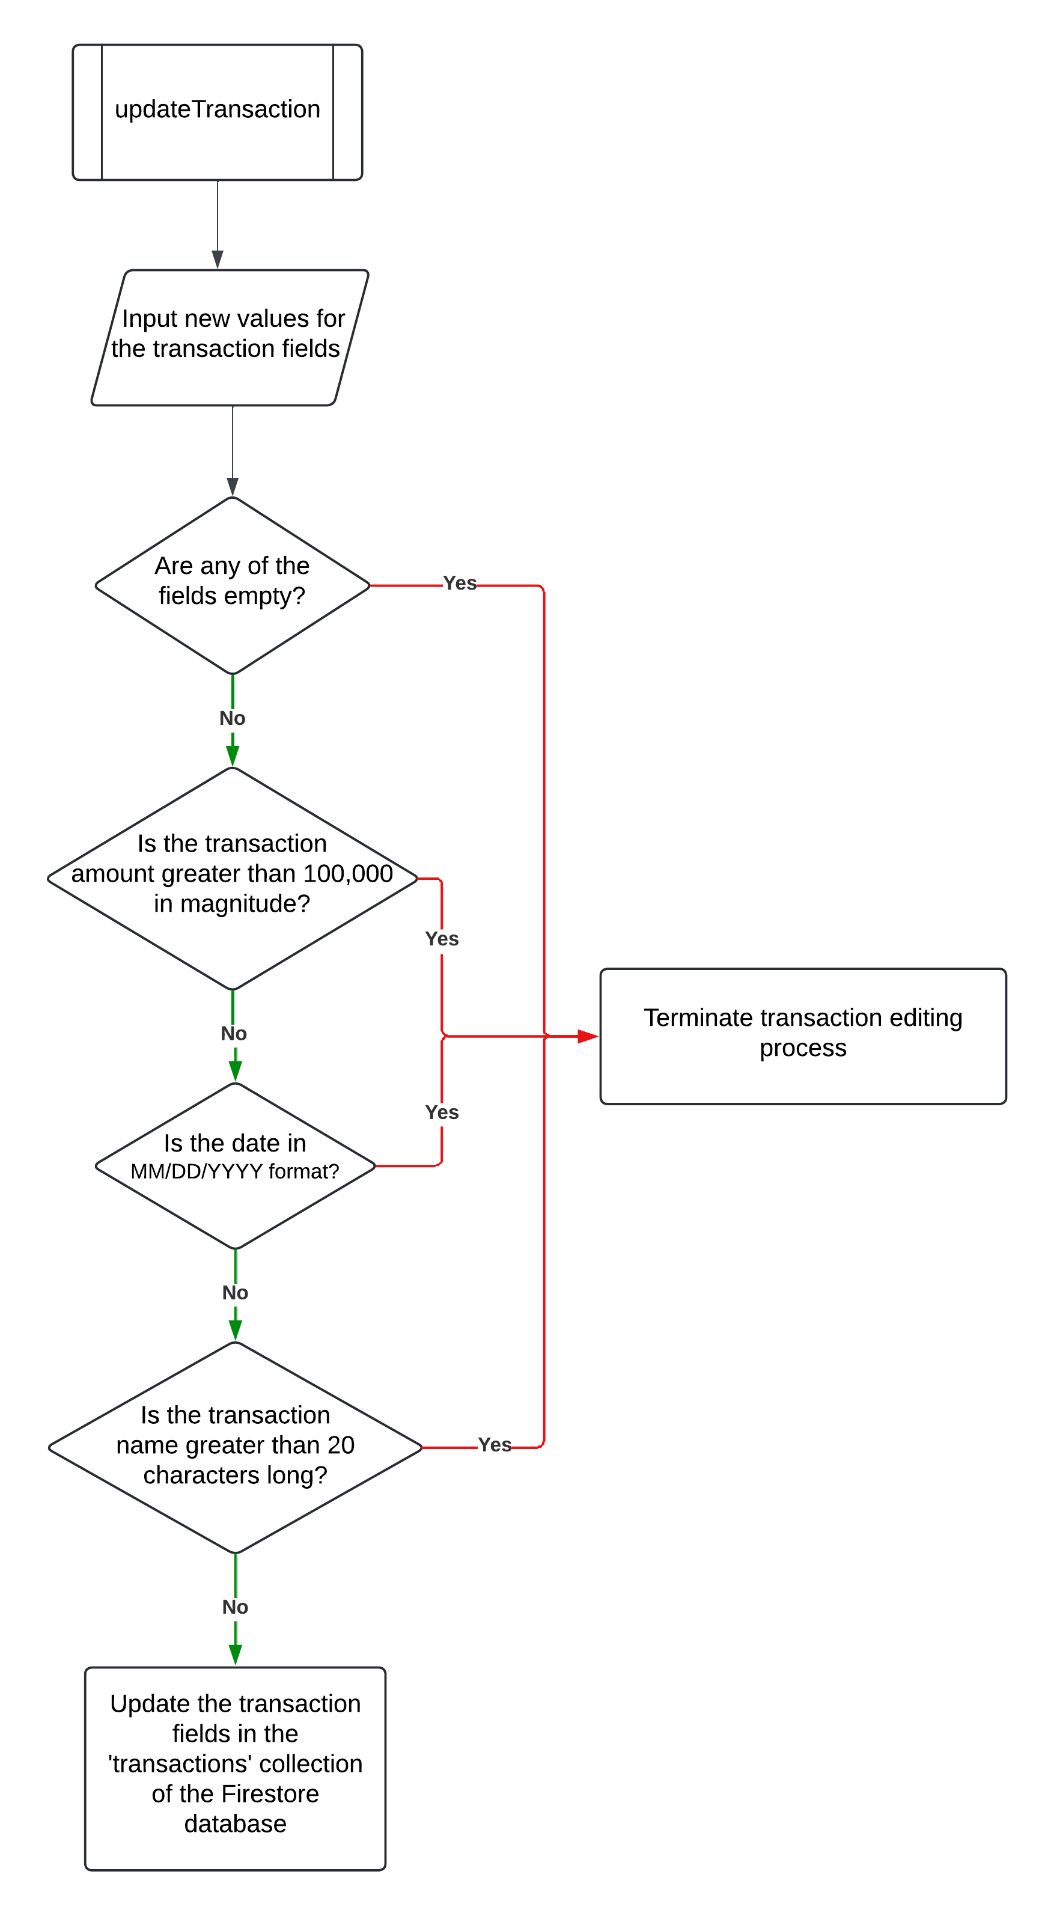 updateTransaction
Input new values for
the transaction fields
Are any of the
fields empty?
Yes
No
Is the transaction
amount greater than 100,000
in magnitude?
Yes
No
Terminate transaction editing
process
Is the date in
MM/DD/YYYY format?
Yes
No
Is the transaction
name greater than 20
characters long?
Yes
No
Update the transaction
fields in the
'transactions' collection
of the Firestore
database